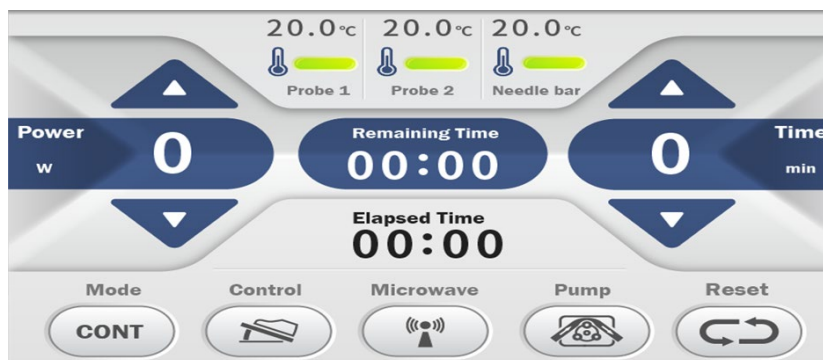 20.0°C 20.0°C 20.0°C
Probe 1 Probe 2 Needle bar
Power
W
0
Remaining Time
00:00
0
Time
min
Elapsed Time
00:00
Mode Control Microwave Pump Reset
CONT